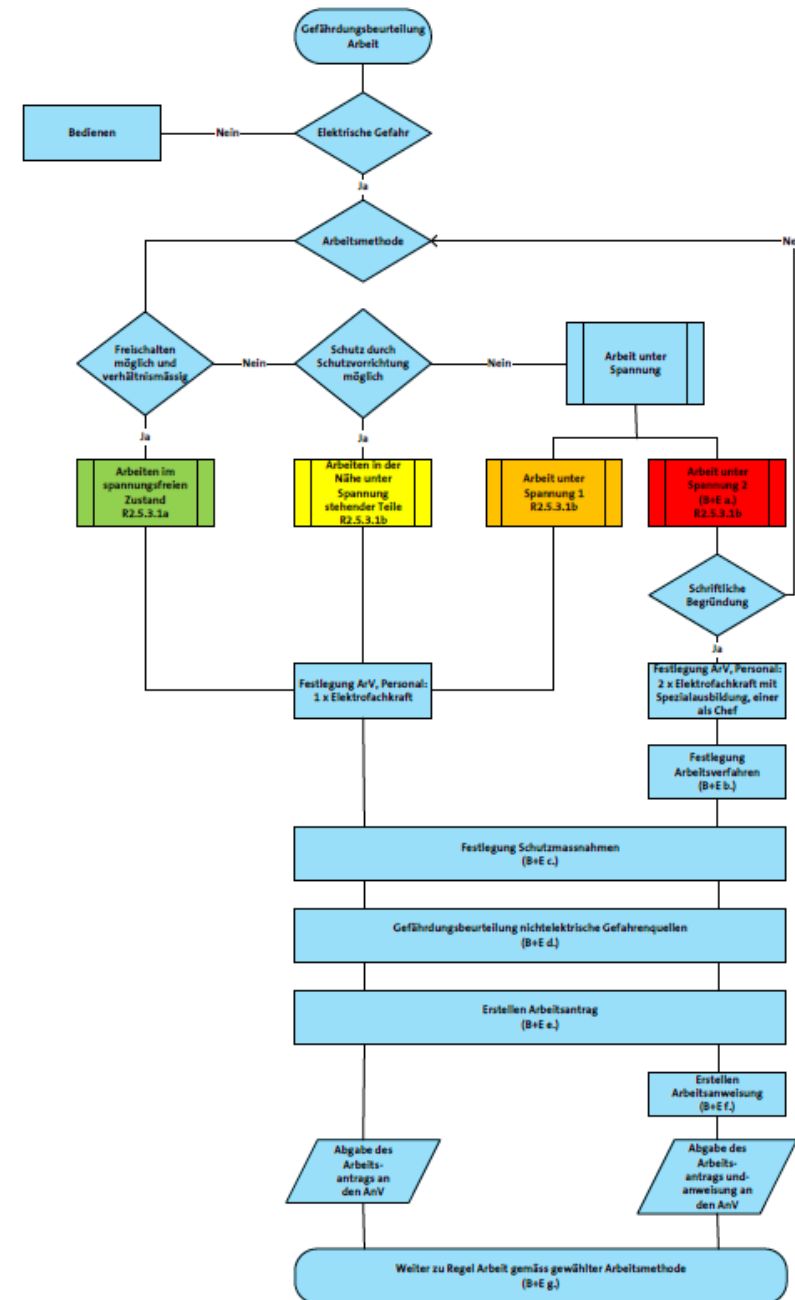 Gefährdungsbeurteilung
Arbeit
Elektrische Gefahr
Nein
Bedienen
Ja
Arbeitsmethode
Freischalten
möglich und
verhältnismässig
Nein
Schutz durch
Schutzvorrichtung
möglich
Nein
Arbeit unter
Spannung
Ja
Ja
Arbeiten im
spannungsfreien
Zustand
R2.5.3.1a
Arbeiten in der
Nähe unter
Spannung
stehender Teile
R2.5.3.1b
Arbeit unter
Spannung 1
R2.5.3.1b
Arbeit unter
Spannung 2
(B+E a.)
R2.5.3.1b
Schriftliche
Begründung
Ja
Festlegung ArV, Personal:
1 x Elektrofachkraft
Festlegung ArV, Personal:
2 x Elektrofachkraft mit
Spezialausbildung, einer
als Chef
Festlegung
Arbeitsverfahren
(B+E b.)
Festlegung Schutzmassnahmen
(B+E c.)
Gefährdungsbeurteilung nichtelektrische Gefahrenquellen
(B+E d.)
Erstellen Arbeitsantrag
(B+E e.)
Erstellen
Arbeitsanweisung
(B+E f.)
Abgabe des
Arbeits-
antrags an
den AnV
Abgabe des
Arbeits-
antrags und-
anweisung an
den AnV
Weiter zu Regel Arbeit gemäss gewählter Arbeitsmethode
(B+E g.)